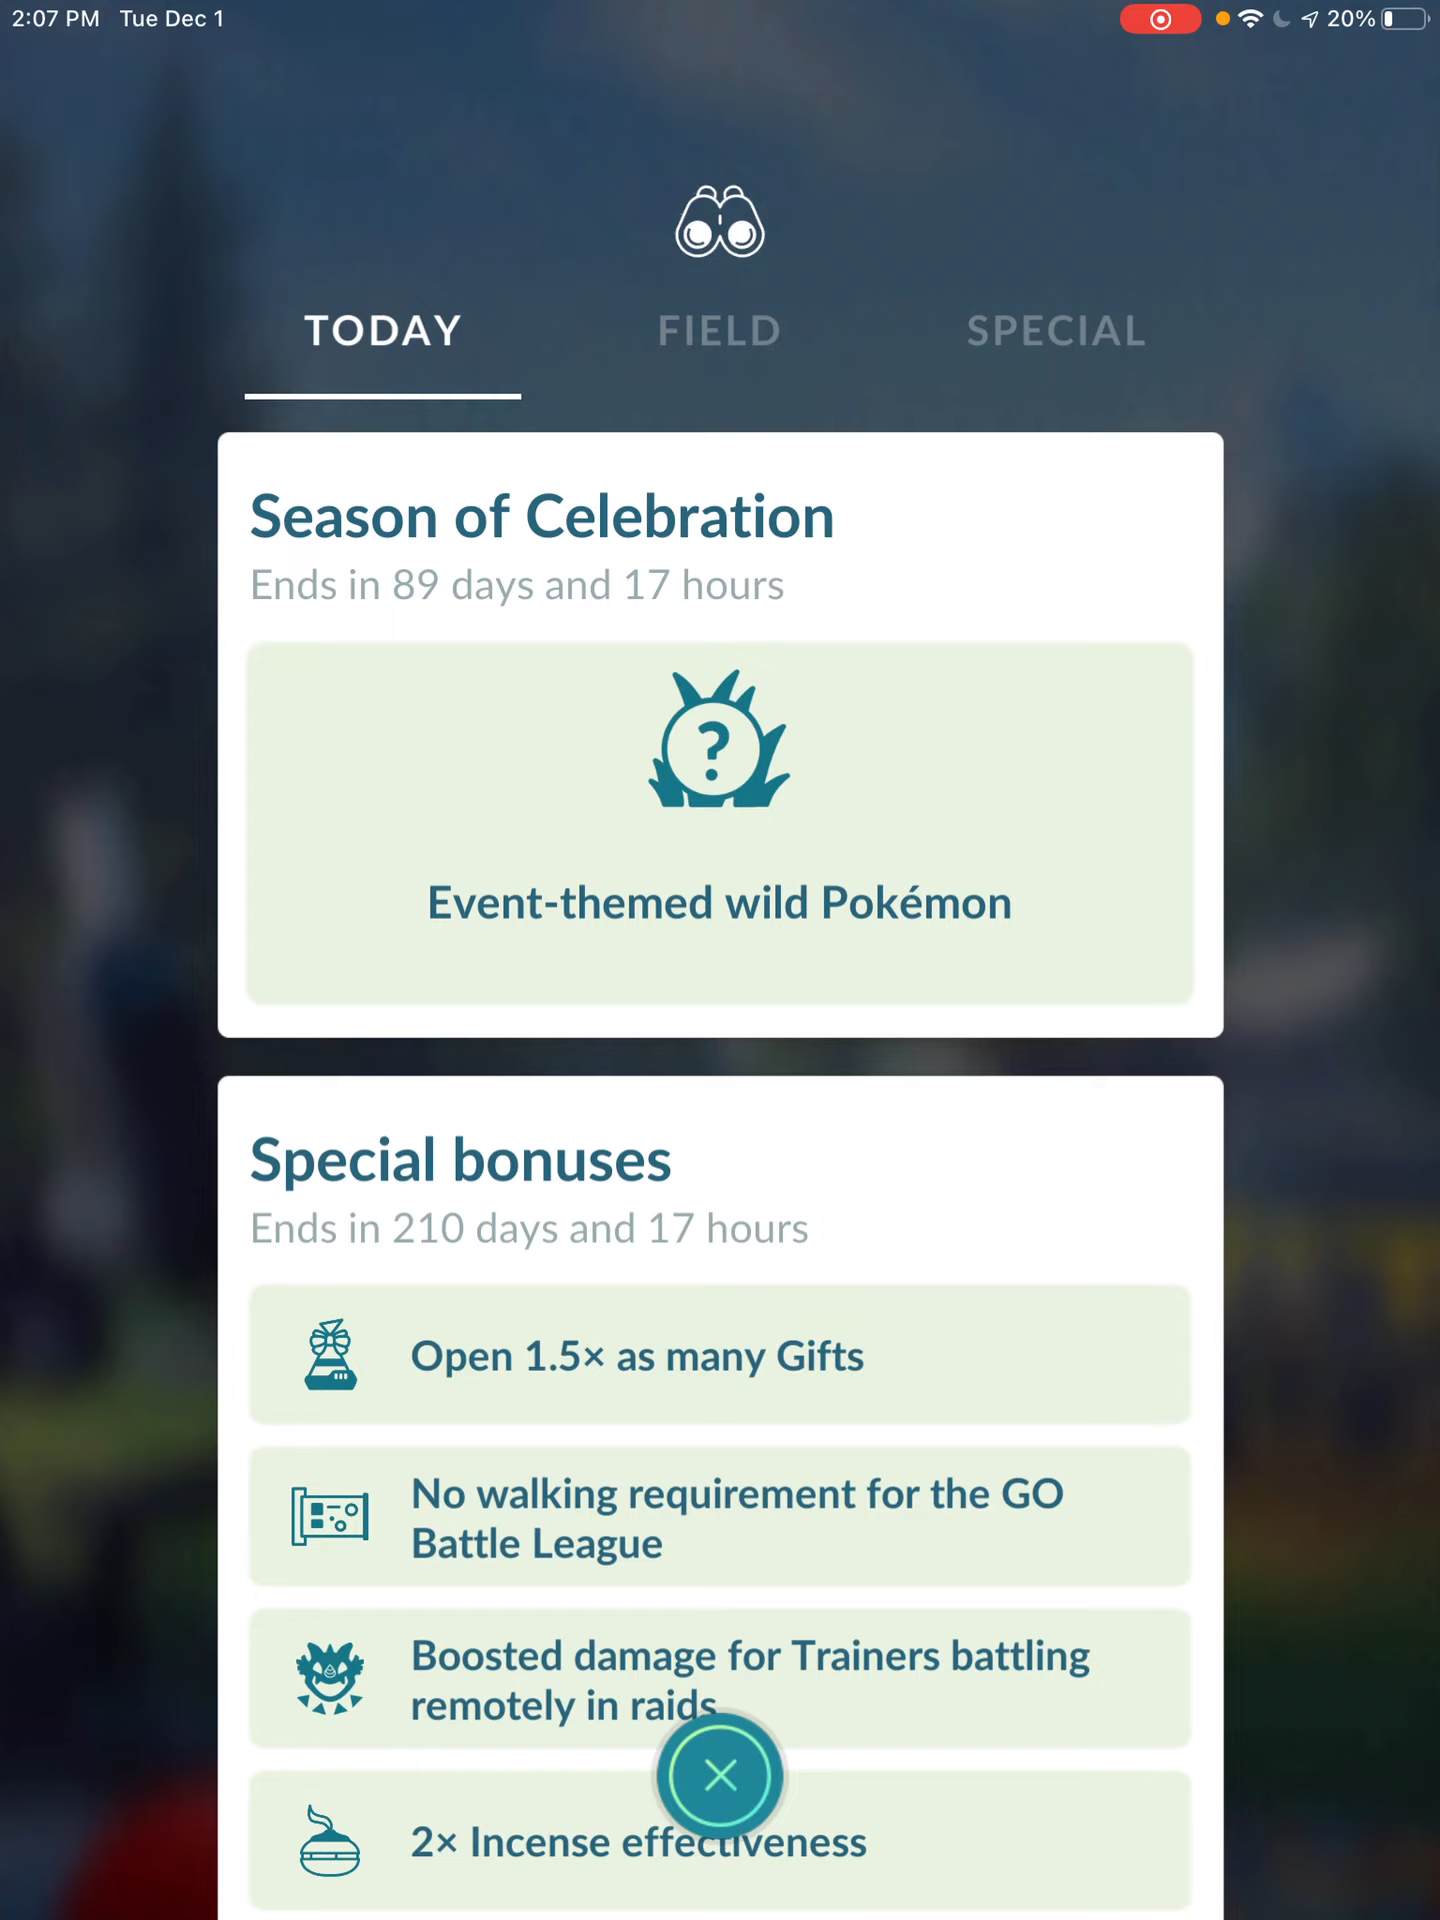 2:07 PM Tue Dec 1 20%
TODAY FIELD SPECIAL
Season of Celebration
Ends in 89 days and 17 hours
?
Event-themed wild Pokémon
Special bonuses
Ends in 210 days and 17 hours
Open 1.5× as many Gifts
No walking requirement for the GO
Battle League
Boosted damage for Trainers battling
remotely in raids
2× Incense effectiveness